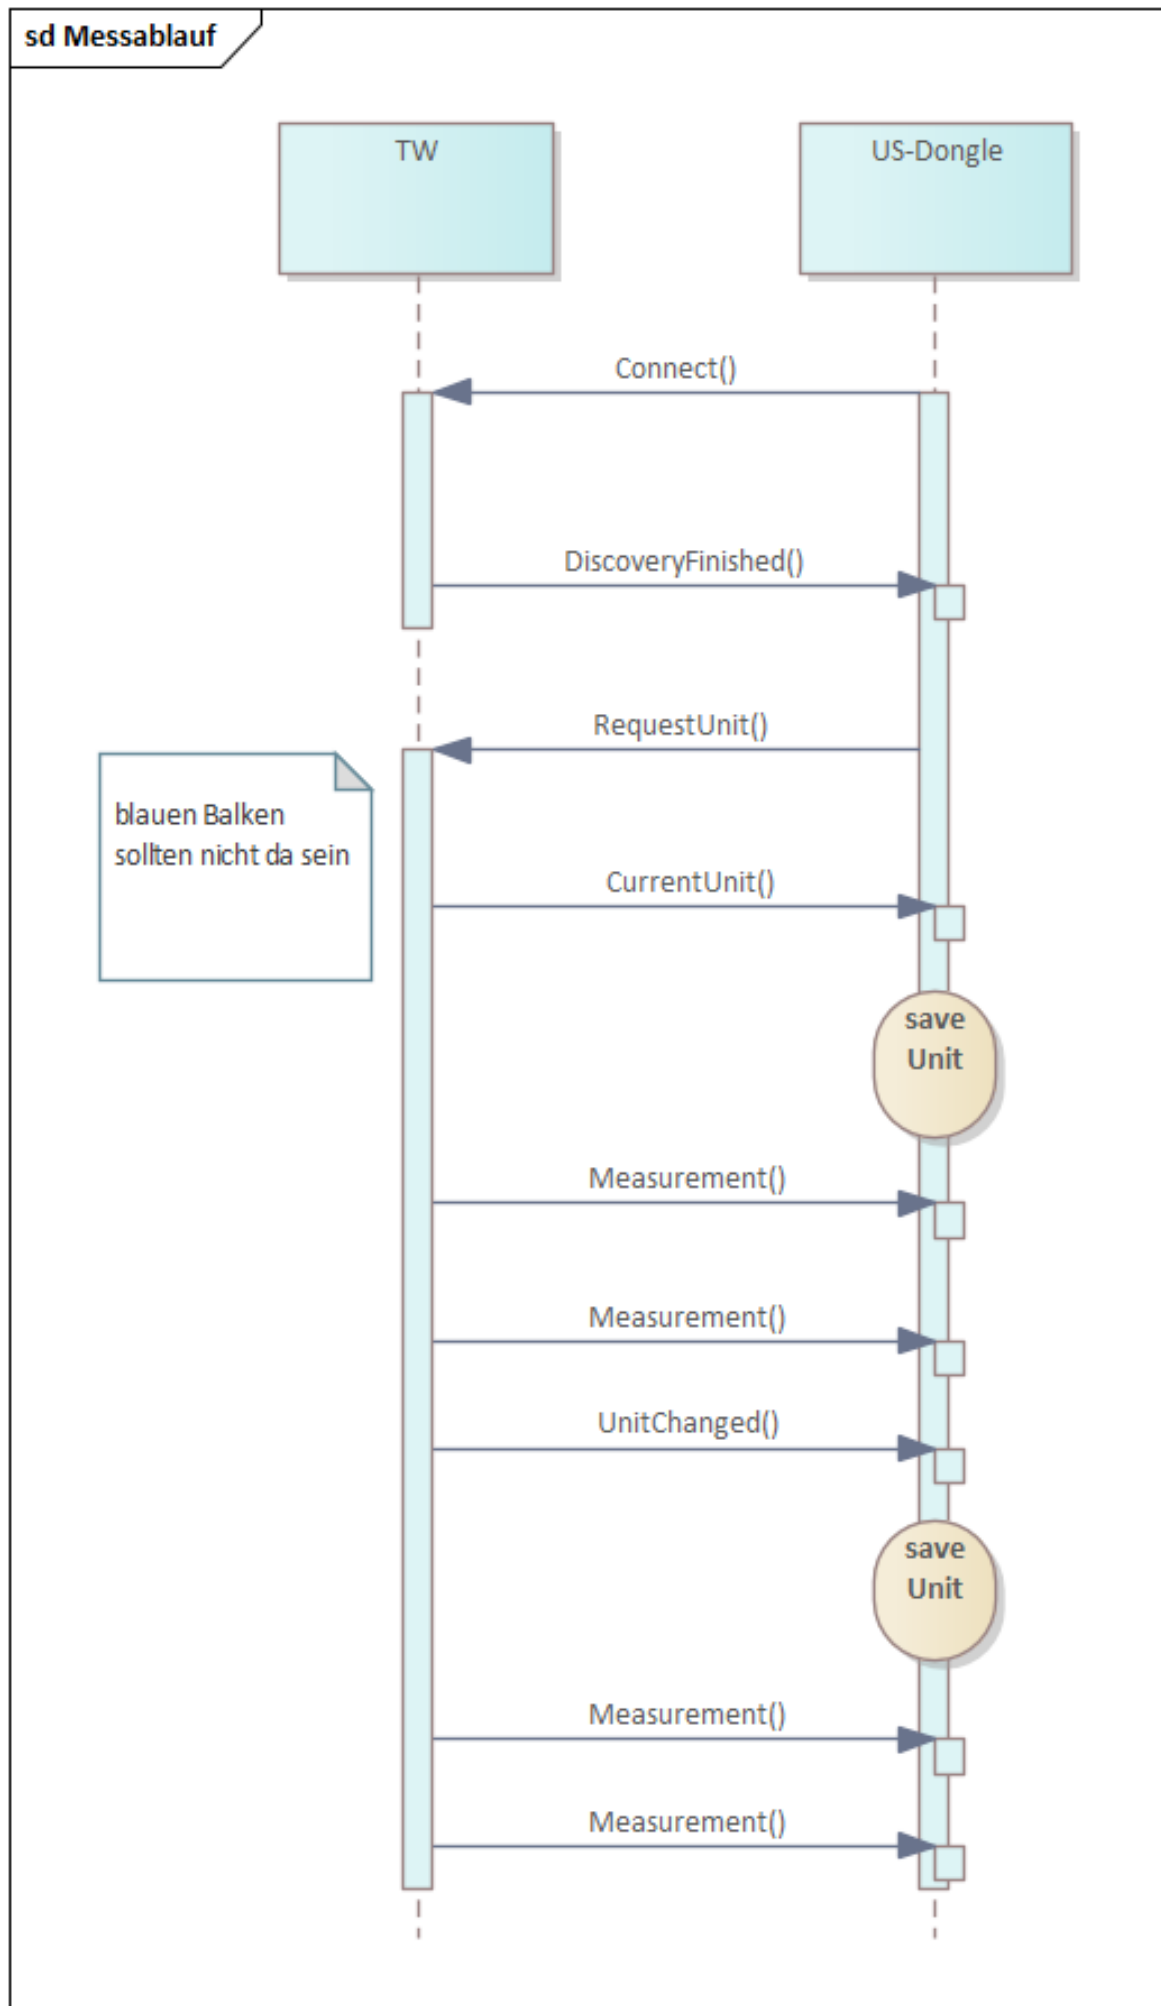 sd Messablauf
TW
US-Dongle
Connect()
DiscoveryFinished()
RequestUnit()
blauen Balken
sollten nicht da sein
CurrentUnit()
save
Unit
Measurement()
Measurement()
UnitChanged()
save
Unit
Measurement()
Measurement()